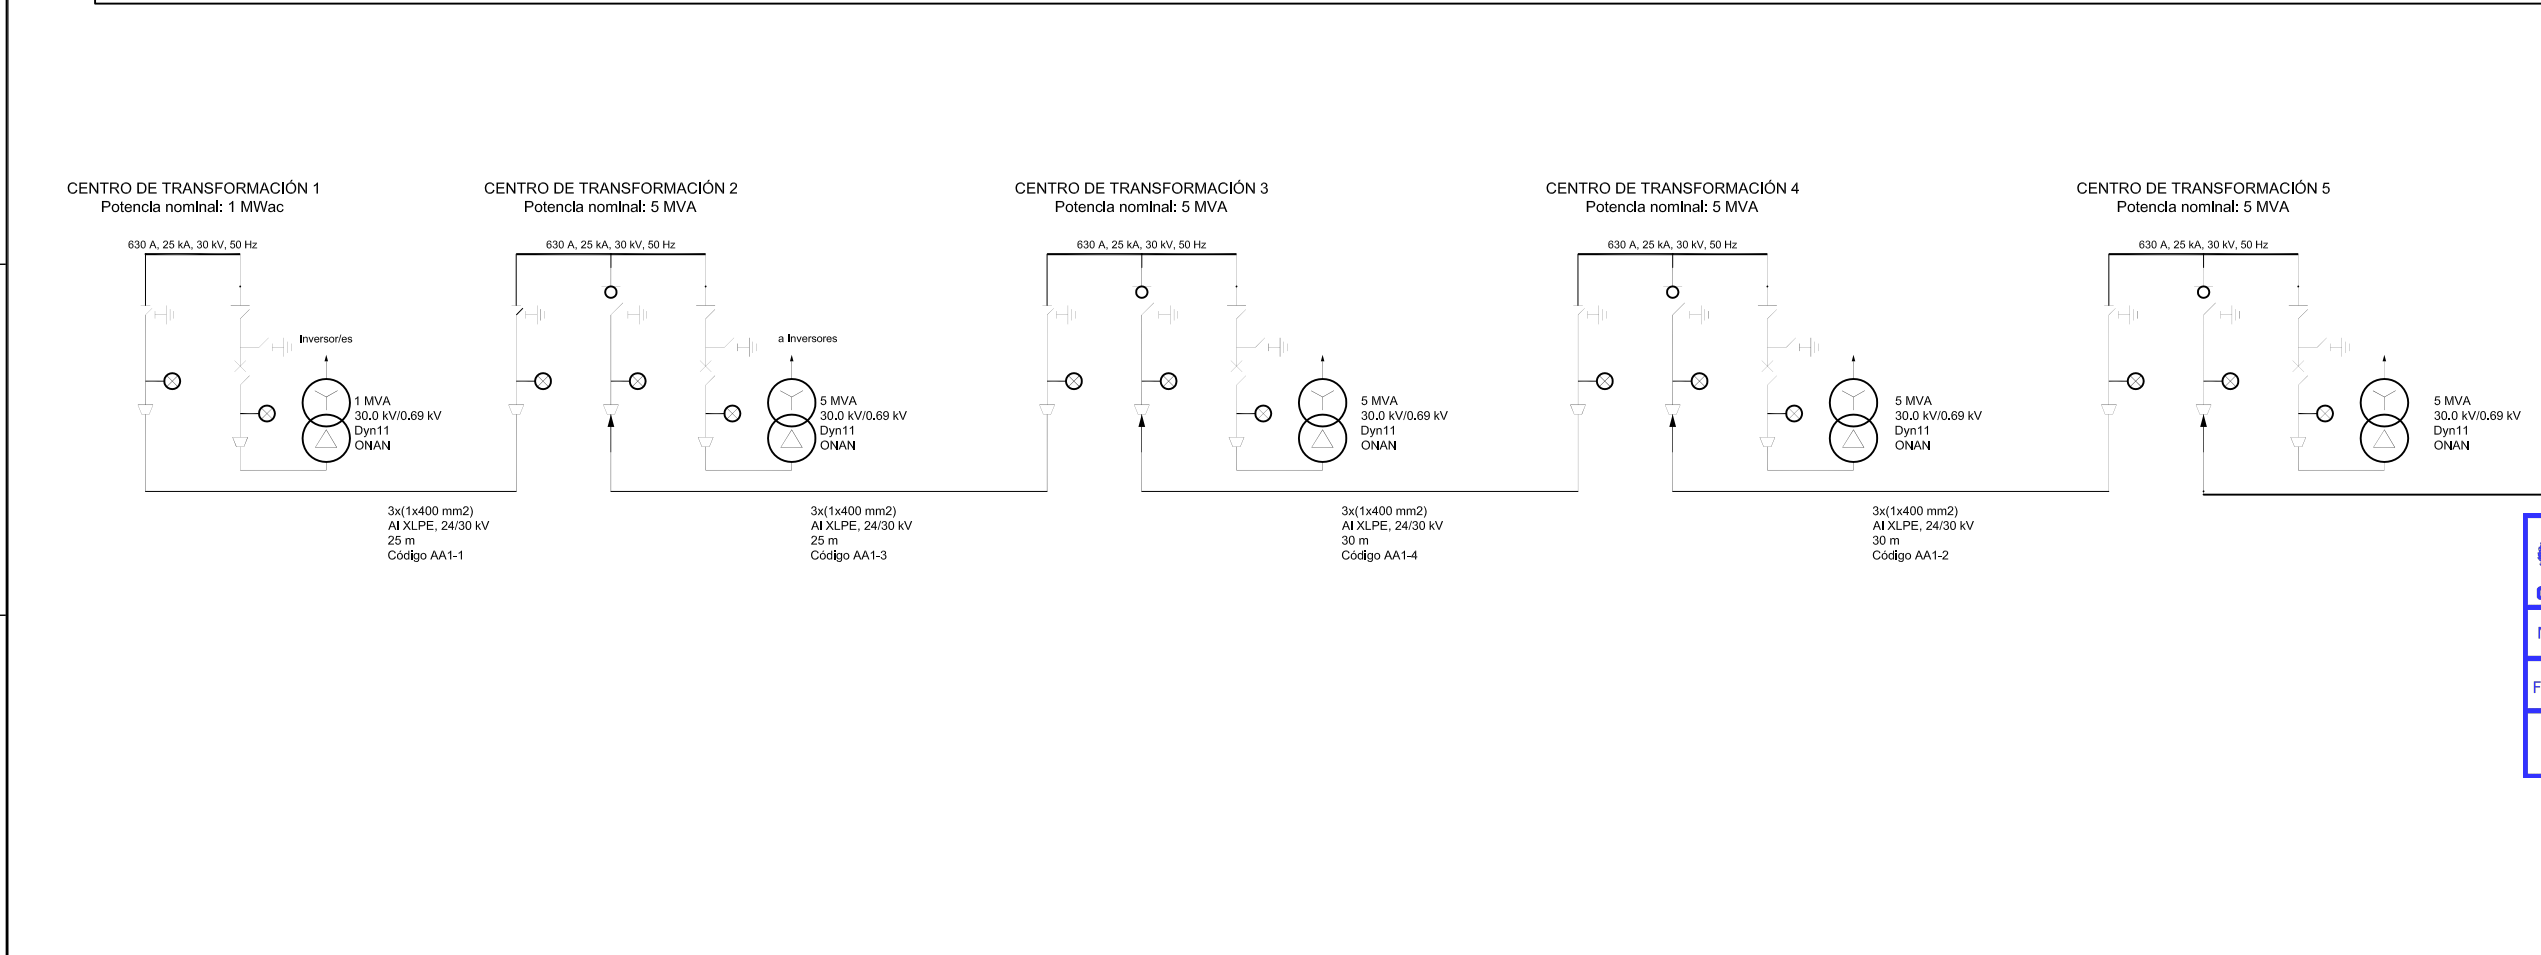 CENTRO DE TRANSFORMACIÓN 1
Potencia nominal: 1 MWac
630 A, 25 kA, 30 kV, 50 Hz
Inversor/es
1 MVA
30.0 kV/0.69 kV
Dyn11
ONAN
3x(1x400 mm2)
Al XLPE, 24/30 kV
25 m
Código AA1-1
CENTRO DE TRANSFORMACIÓN 2
Potencia nominal: 5 MVA
630 A, 25 kA, 30 kV, 50 Hz
a Inversores
5 MVA
30.0 kV/0.69 kV
Dyn11
ONAN
3x(1x400 mm2)
Al XLPE, 24/30 kV
25 m
Código AA1-3
CENTRO DE TRANSFORMACIÓN 3
Potencia nominal: 5 MVA
630 A, 25 kA, 30 kV, 50 Hz
5 MVA
30.0 kV/0.69 kV
Dyn11
ONAN
3x(1x400 mm2)
Al XLPE, 24/30 kV
30 m
Código AA1-4
CENTRO DE TRANSFORMACIÓN 4
Potencia nominal: 5 MVA
630 A, 25 kA, 30 kV, 50 Hz
5 MVA
30.0 kV/0.69 kV
Dyn11
ONAN
3x(1x400 mm2)
Al XLPE, 24/30 kV
30 m
Código AA1-2
CENTRO DE TRANSFORMACIÓN 5
Potencia nominal: 5 MVA
630 A, 25 kA, 30 kV, 50 Hz
5 MVA
30.0 kV/0.69 kV
Dyn11
ONAN